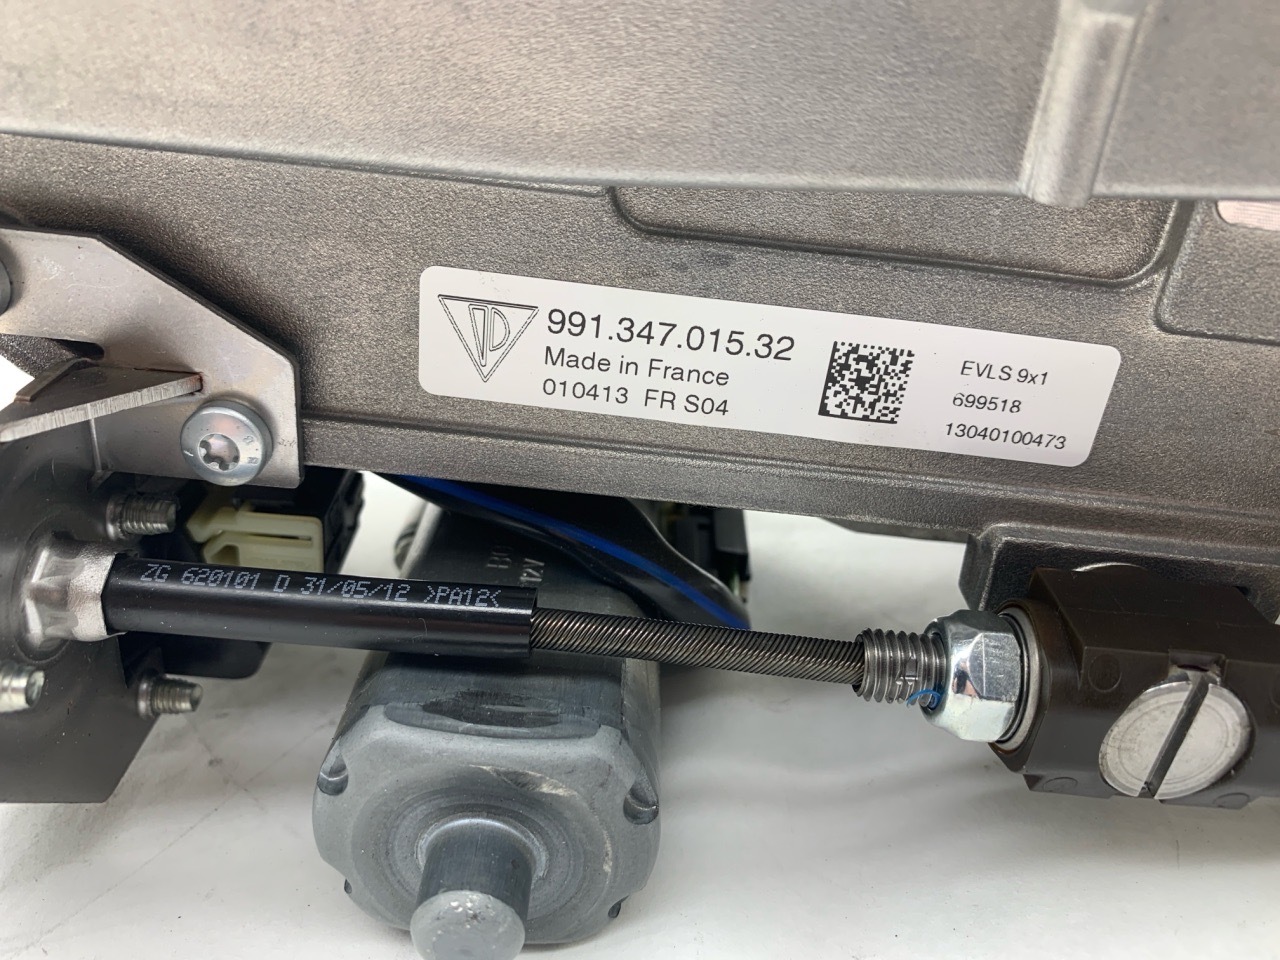 991.347.015.32
Made in France
010413 FR S04
EVLS 9x1
699518
13040100473
ZG 620101 D 31/05/12 >PA12<